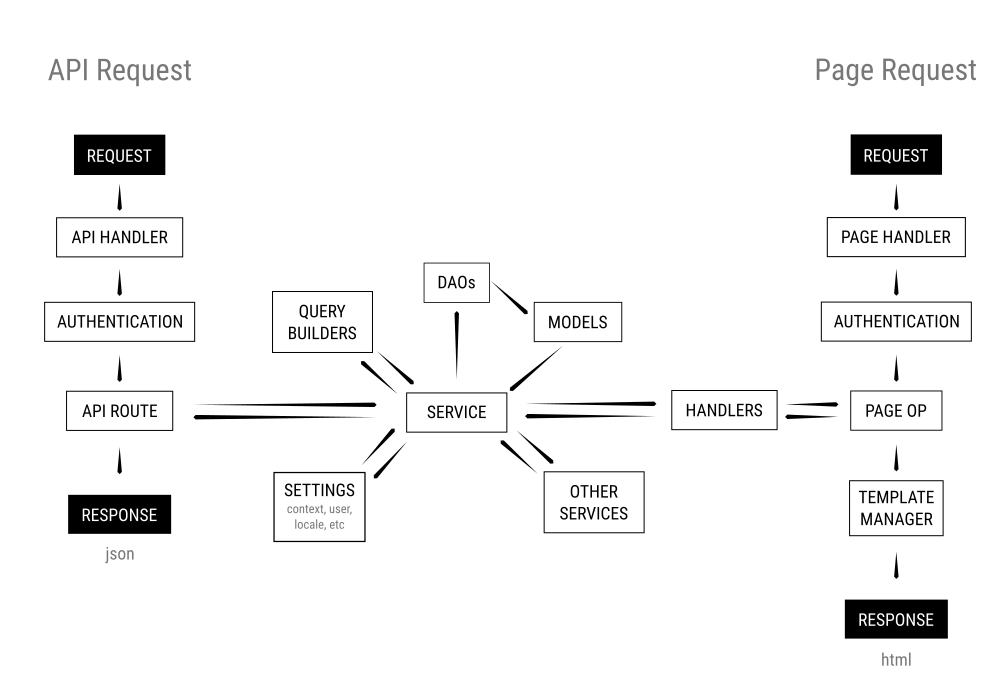 API Request
Page Request
REQUEST
API HANDLER
AUTHENTICATION
API ROUTE
RESPONSE
json
QUERY
BUILDERS
DAOs
MODELS
SERVICE
SETTINGS
context, user,
locale, etc
OTHER
SERVICES
HANDLERS
REQUEST
PAGE HANDLER
AUTHENTICATION
PAGE OP
TEMPLATE
MANAGER
RESPONSE
html